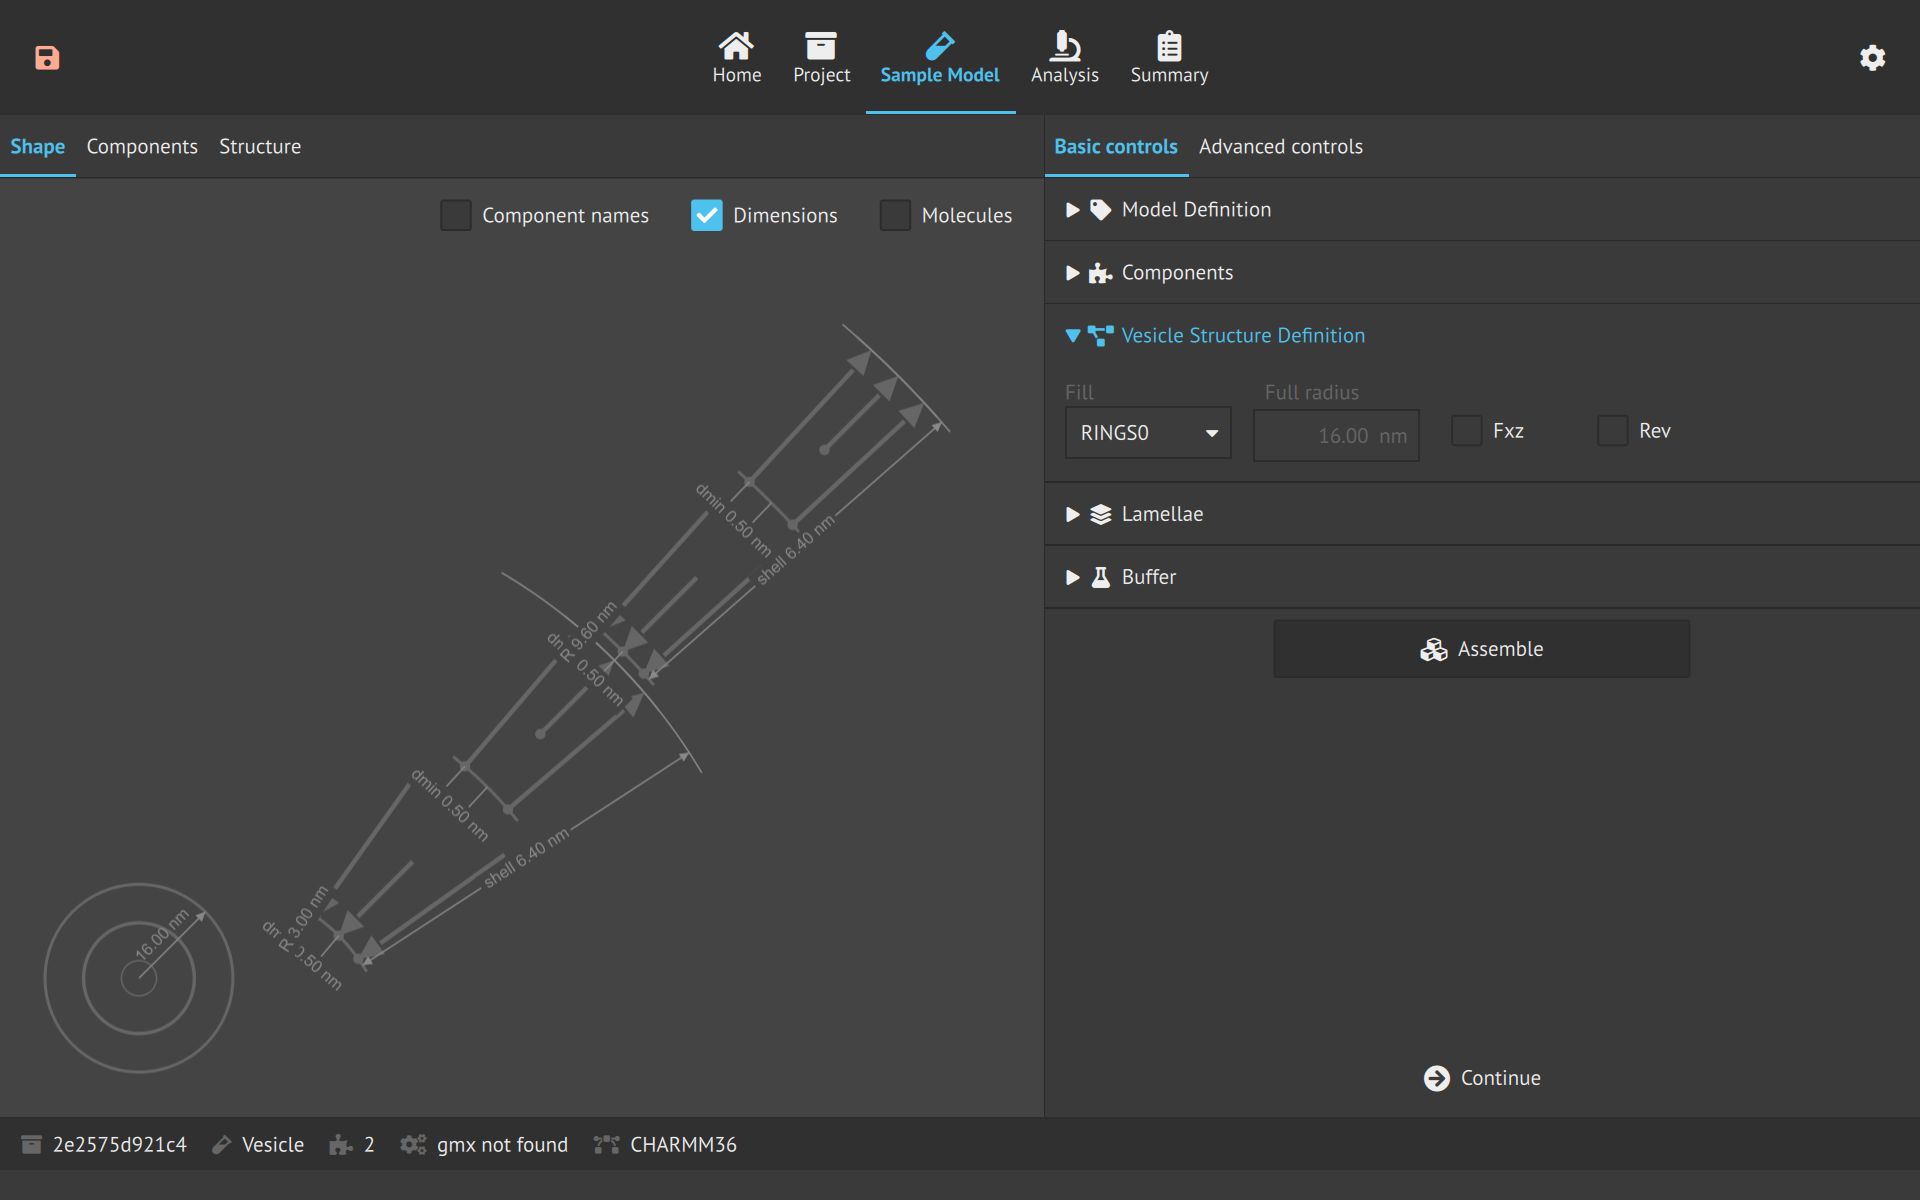 Home
Project
Sample Model
Analysis
Summary
Shape
Components
Structure
Basic controls
Advanced controls
Component names
Dimensions
Molecules
Model Definition
Components
Vesicle Structure Definition
Fill
Full radius
RINGS0
16.00 nm
Fxz
Rev
Lamellae
Buffer
Assemble
Continue
dmin 0.50 nm
shell 6.40 nm
R 9.60 nm
0.50 nm
dmin 0.50 nm
shell 6.40 nm
R 3.00 nm
0.50 nm
16.00 nm
2e2575d921c4
Vesicle
2
gmx not found
CHARMM36